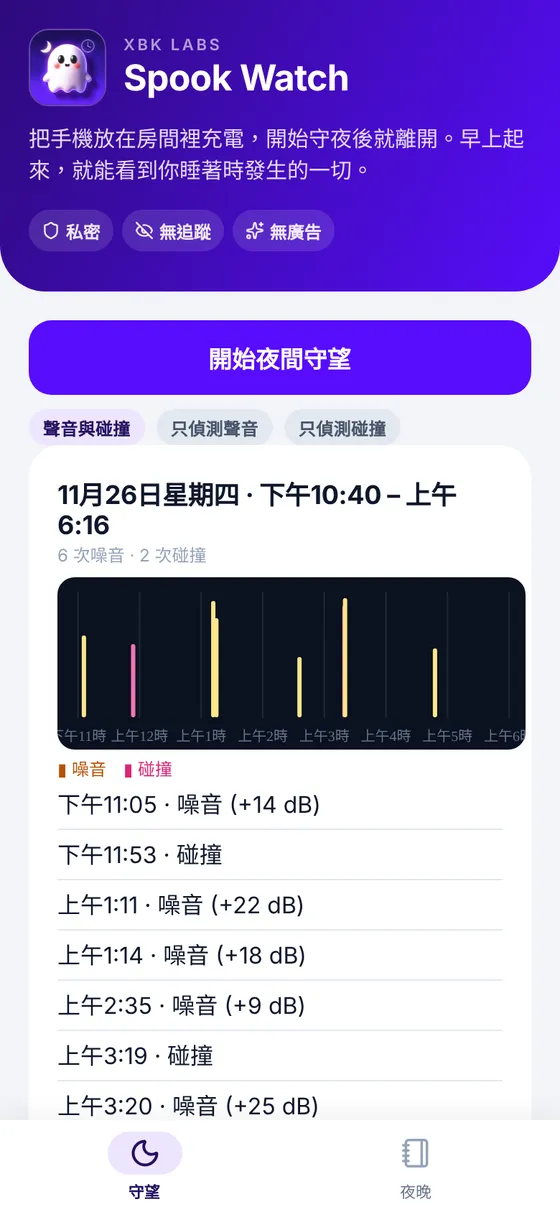 XBK LABS
Spook Watch
把手機放在房間裡充電，開始守夜後就離開。早上起
來，就能看到你睡著時發生的一切。
私密
無追蹤
無廣告
開始夜間守望
聲音與碰撞
只偵測聲音
只偵測碰撞
11月26日星期四 · 下午10:40 – 上午
6:16
6 次噪音 · 2 次碰撞
下午11時 上午12時 上午1時 上午2時 上午3時 上午4時 上午5時 上午6時
噪音 碰撞
下午11:05 · 噪音 (+14 dB)
下午11:53 · 碰撞
上午1:11 · 噪音 (+22 dB)
上午1:14 · 噪音 (+18 dB)
上午2:35 · 噪音 (+9 dB)
上午3:19 · 碰撞
上午3:20 · 噪音 (+25 dB)
守望
夜晚